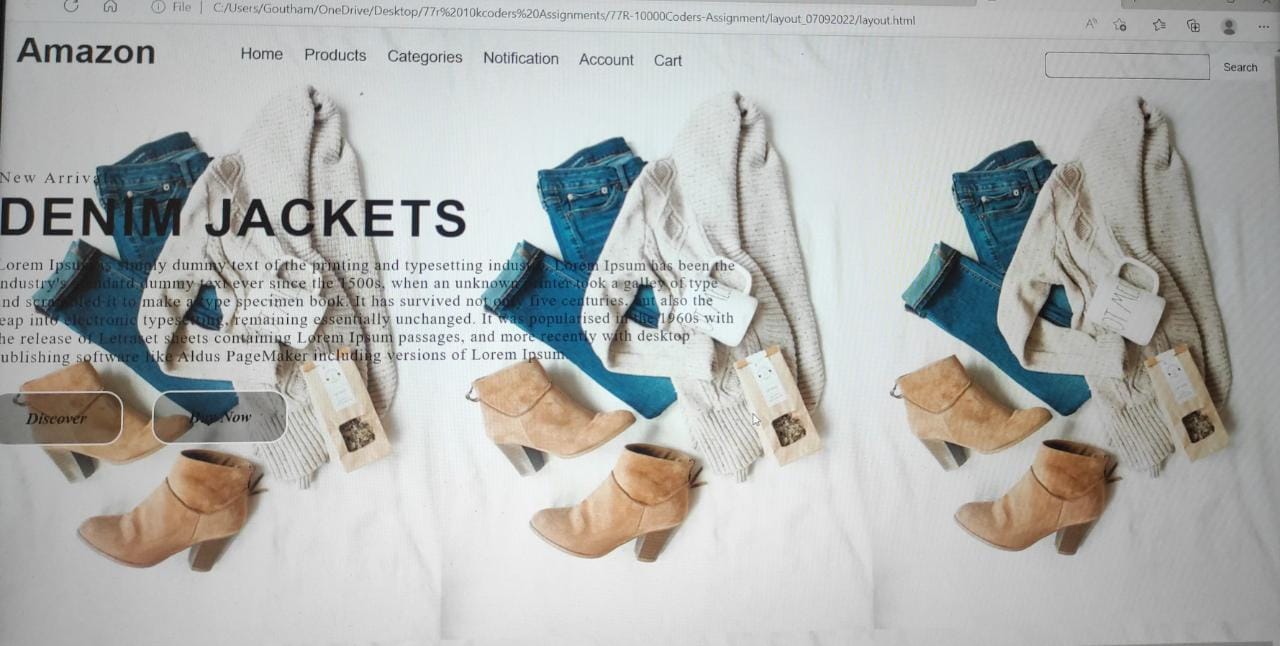 File | C:/Users/Goutham/OneDrive/Desktop/77r%2010kcoders%20Assignments/77R-10000Coders-Assignment/layout_07092022/layout.html
Amazon Home Products Categories Notification Account Cart Search
New Arrivals
DENIM JACKETS
Lorem Ipsum is simply dummy text of the printing and typesetting industry. Lorem Ipsum has been the
ndustry's standard dummy text ever since the 1500s, when an unknown printer took a galley of type
nd scrambled it to make a type specimen book. It has survived not only five centuries, but also the
eap into electronic typesetting, remaining essentially unchanged. It was popularised in the 1960s with
he release of Letraset sheets containing Lorem Ipsum passages, and more recently with desktop
ublishing software like Aldus PageMaker including versions of Lorem Ipsum.
Discover Buy Now